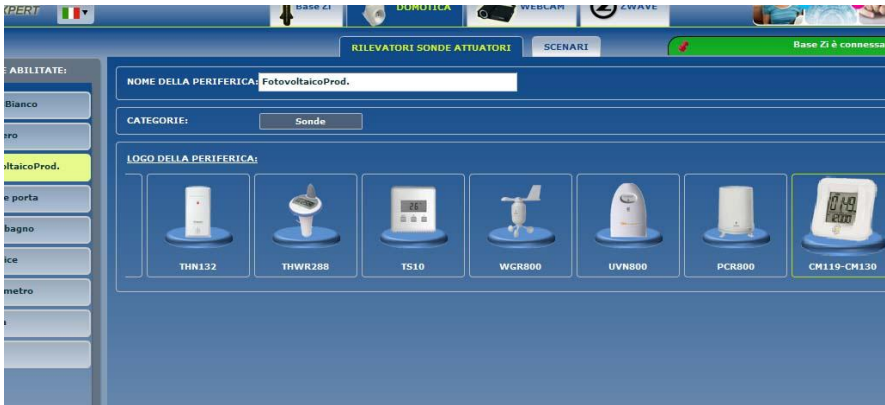 XPERT
Base Zi
DOMOTICA
WEBCAM
ZWAVE
RILEVATORI SONDE ATTUATORI
SCENARI
Base Zi è connessa
E ABILITATE:
Bianco
ero
oltaicoProd.
e porta
bagno
ice
metro
NOME DELLA PERIFERICA:
FotovoltaicoProd.
CATEGORIE:
Sonde
LOGO DELLA PERIFERICA:
THN132
THWR288
TS10
WGR800
UVN800
PCR800
CM119-CM130